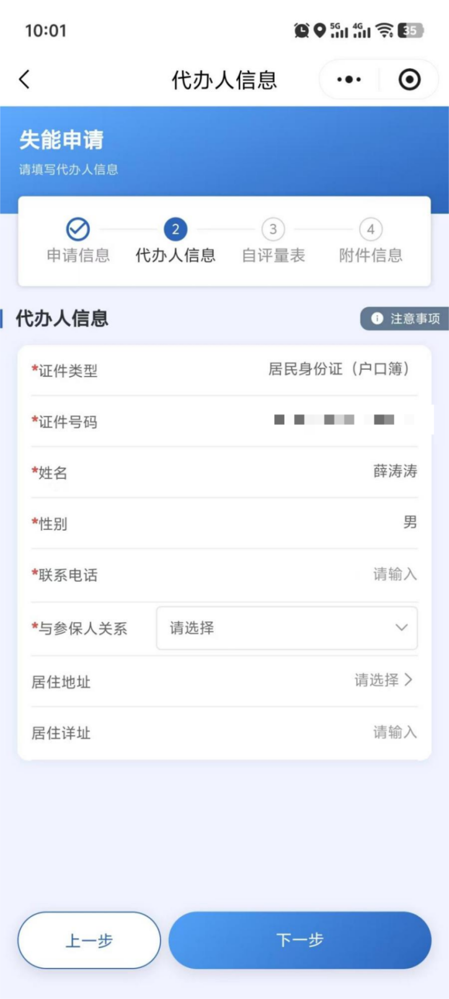 10:01
5G 4G 35
代办人信息
失能申请
请填写代办人信息
2 3 4
申请信息 代办人信息 自评量表 附件信息
代办人信息 注意事项
*证件类型 居民身份证（户口簿）
*证件号码
*姓名 薛涛涛
*性别 男
*联系电话 请输入
*与参保人关系 请选择
居住地址 请选择
居住详址 请输入
上一步 下一步